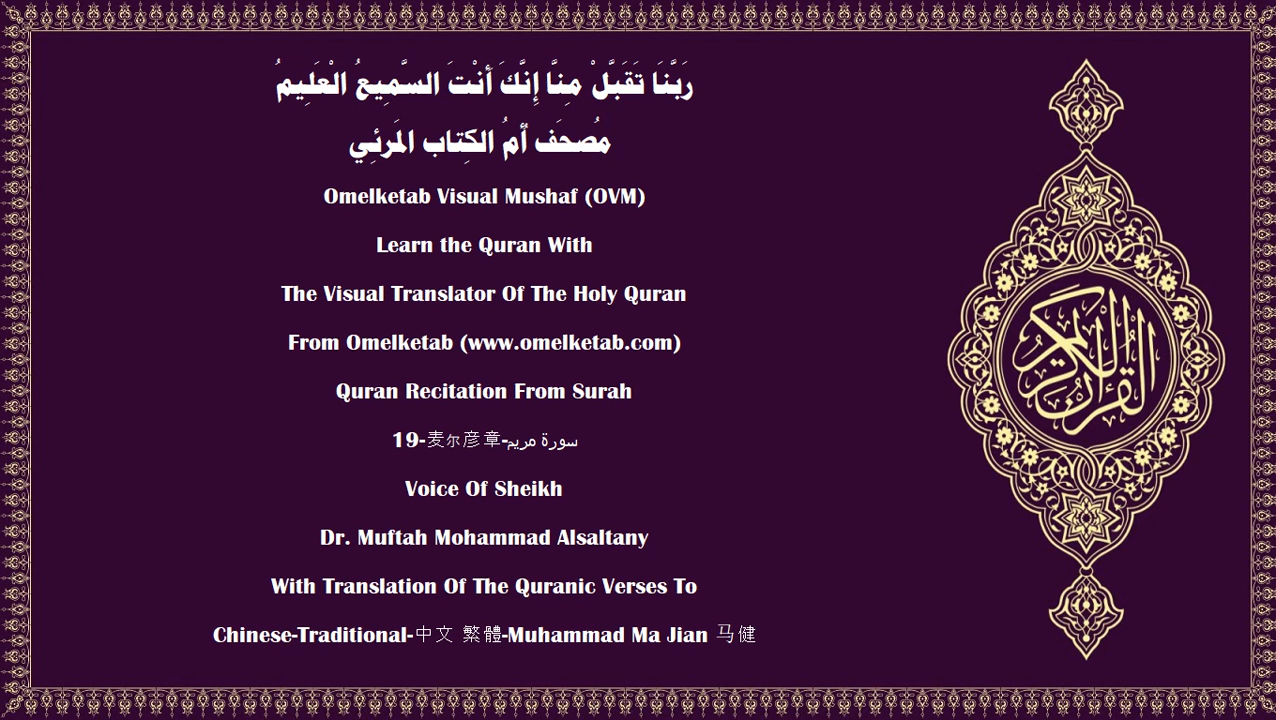 رَبَّنَا تَقَبَّلْ مِنَّا إِنَّكَ أَنْتَ السَّمِيعُ الْعَلِيمُ
مُصحَف أمُ الكِتاب المَرئِي
Omelketab Visual Mushaf (OVM)
Learn the Quran With
The Visual Translator Of The Holy Quran
From Omelketab (www.omelketab.com)
Quran Recitation From Surah
19-麦尔彦章-سورة مريم
Voice Of Sheikh
Dr. Muftah Mohammad Alsaltany
With Translation Of The Quranic Verses To
Chinese-Traditional-中文 繁體-Muhammad Ma Jian 马健
القرآن الكريم